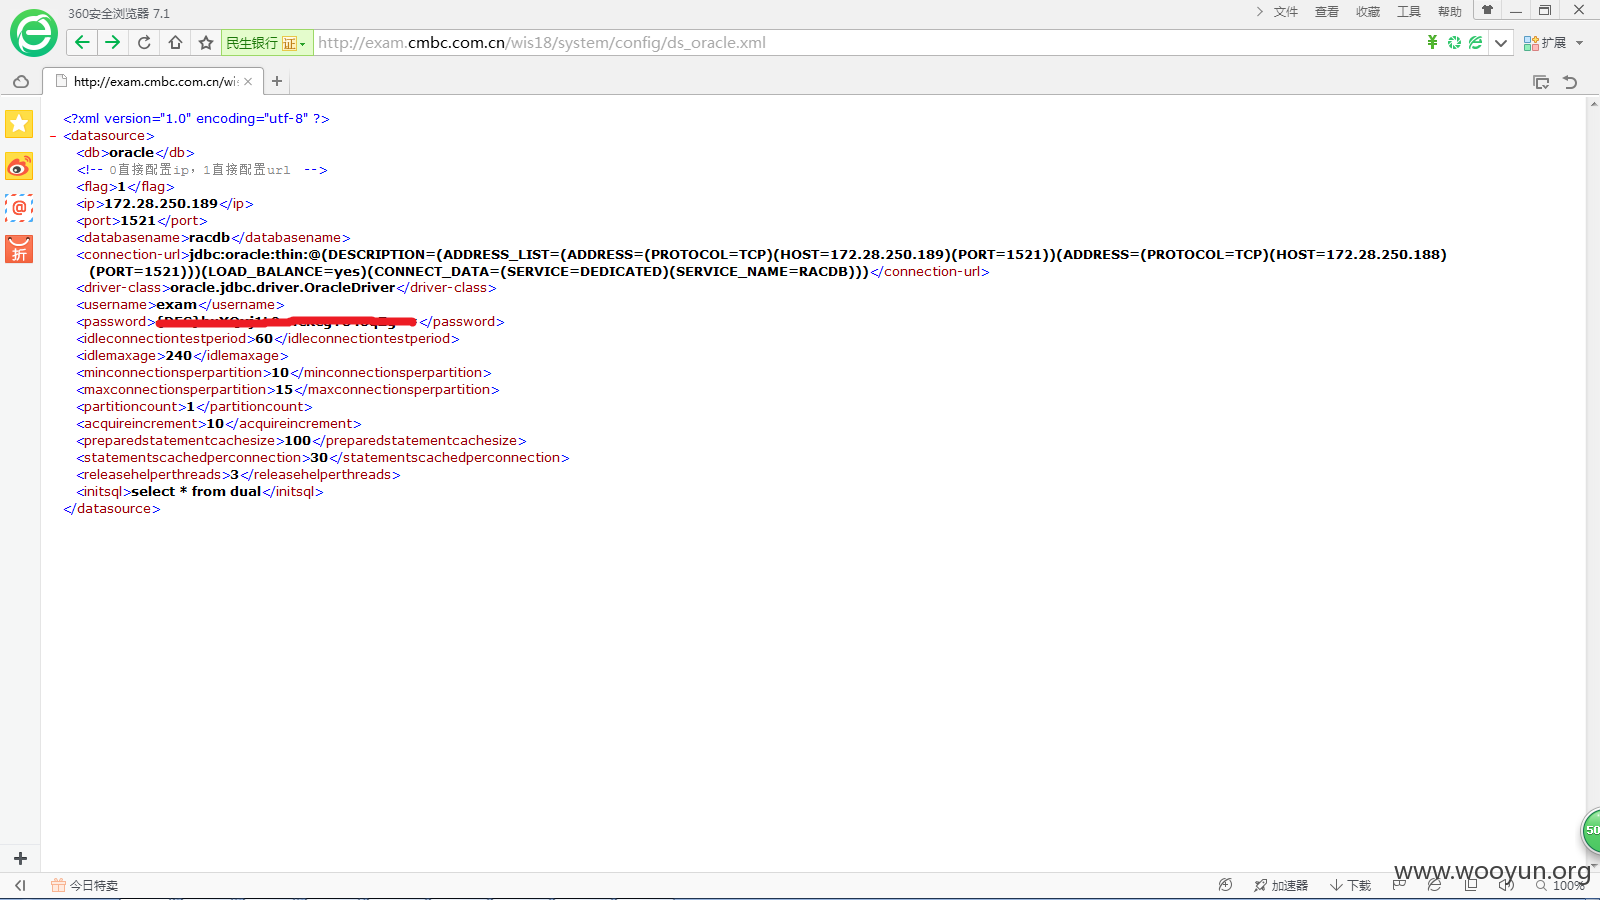 360安全浏览器 7.1
文件 查看 收藏 工具 帮助
民生银行 证 http://exam.cmbc.com.cn/wis18/system/config/ds_oracle.xml
扩展
http://exam.cmbc.com.cn/wi
<?xml version="1.0" encoding="utf-8" ?>
- <datasource>
<db>oracle</db>
<!-- 0直接配置ip，1直接配置url -->
<flag>1</flag>
<ip>172.28.250.189</ip>
<port>1521</port>
<databasename>racdb</databasename>
<connection-url>jdbc:oracle:thin:@(DESCRIPTION=(ADDRESS_LIST=(ADDRESS=(PROTOCOL=TCP)(HOST=172.28.250.189)(PORT=1521))(ADDRESS=(PROTOCOL=TCP)(HOST=172.28.250.188)
(PORT=1521)))(LOAD_BALANCE=yes)(CONNECT_DATA=(SERVICE=DEDICATED)(SERVICE_NAME=RACDB)))</connection-url>
<driver-class>oracle.jdbc.driver.OracleDriver</driver-class>
<username>exam</username>
<password></password>
<idleconnectiontestperiod>60</idleconnectiontestperiod>
<idlemaxage>240</idlemaxage>
<minconnectionsperpartition>10</minconnectionsperpartition>
<maxconnectionsperpartition>15</maxconnectionsperpartition>
<partitioncount>1</partitioncount>
<acquireincrement>10</acquireincrement>
<preparedstatementcachesize>100</preparedstatementcachesize>
<statementscachedperconnection>30</statementscachedperconnection>
<releasehelperthreads>3</releasehelperthreads>
<initsql>select * from dual</initsql>
</datasource>
折
50
www.wooyun.org
今日特卖
加速器 下载 100%